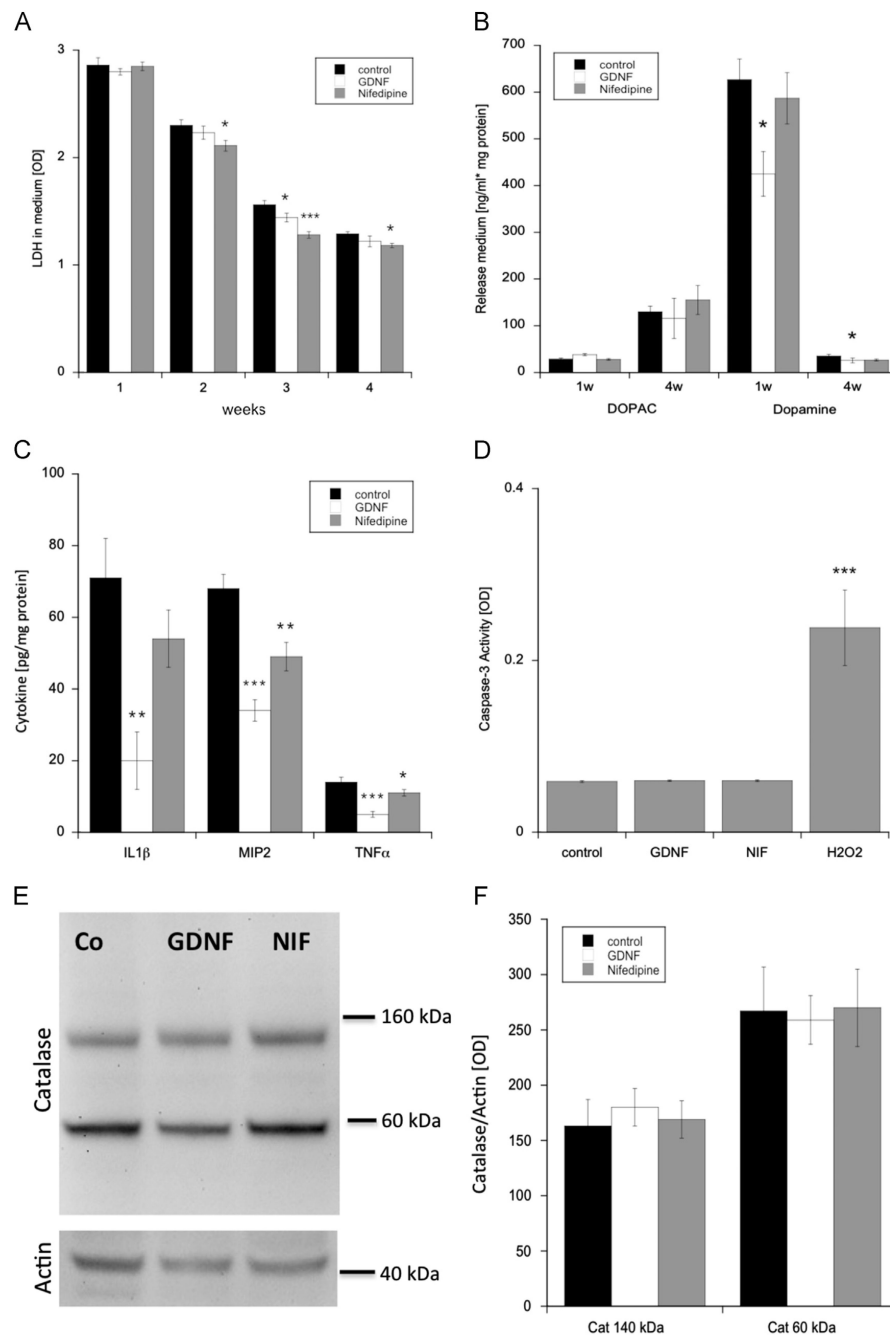 A
3
2
1
0
LDH in medium [OD]
control
GDNF
Nifedipine
*
*
***
*
1 2 3 4
weeks
B
700
600
500
400
300
200
100
0
Release medium [ng/ml* mg protein]
control
GDNF
Nifedipine
*
*
1w 4w 1w 4w
DOPAC Dopamine
C
100
80
60
40
20
0
Cytokine [pg/mg protein]
control
GDNF
Nifedipine
**
***
**
***
*
IL1β MIP2 TNFα
D
0.4
0.2
0
Caspase-3 Activity [OD]
***
control GDNF NIF H2O2
E
Co GDNF NIF
Catalase
160 kDa
60 kDa
Actin
40 kDa
F
350
300
250
200
150
100
50
0
Catalase/Actin [OD]
control
GDNF
Nifedipine
Cat 140 kDa Cat 60 kDa